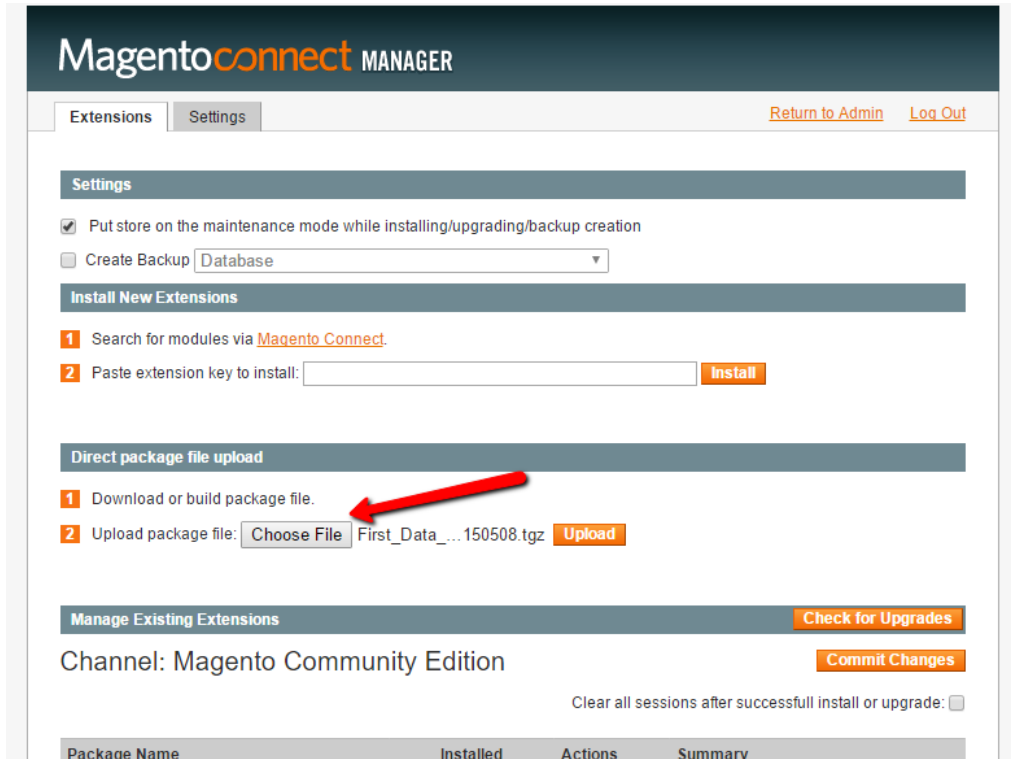 Magentoconnect MANAGER
Extensions Settings Return to Admin Log Out
Settings
Put store on the maintenance mode while installing/upgrading/backup creation
Create Backup Database
Install New Extensions
1 Search for modules via Magento Connect.
2 Paste extension key to install: Install
Direct package file upload
1 Download or build package file.
2 Upload package file: Choose File First_Data_...150508.tgz Upload
Manage Existing Extensions Check for Upgrades
Channel: Magento Community Edition Commit Changes
Clear all sessions after successfull install or upgrade:
Package Name Installed Actions Summary